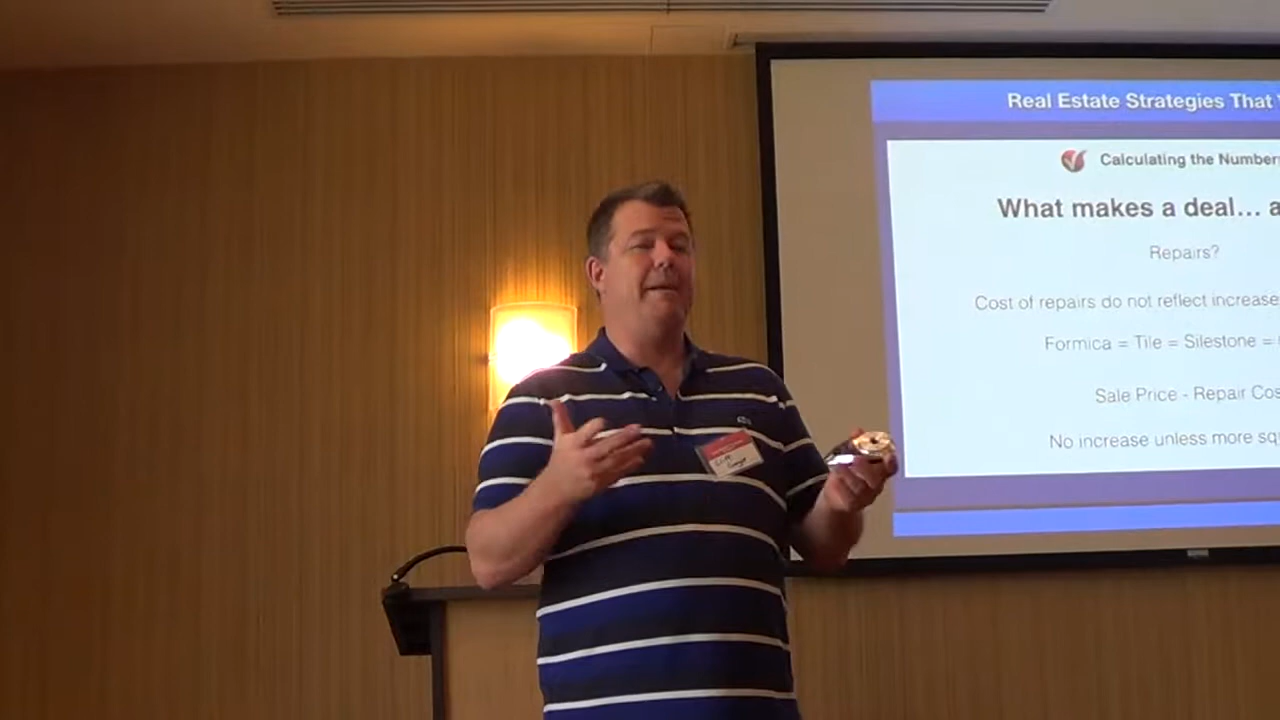 Real Estate Strategies That
Calculating the Number
What makes a deal... a
Repairs?
Cost of repairs do not reflect increase
Formica = Tile = Silestone =
Sale Price - Repair Cos
No increase unless more sq